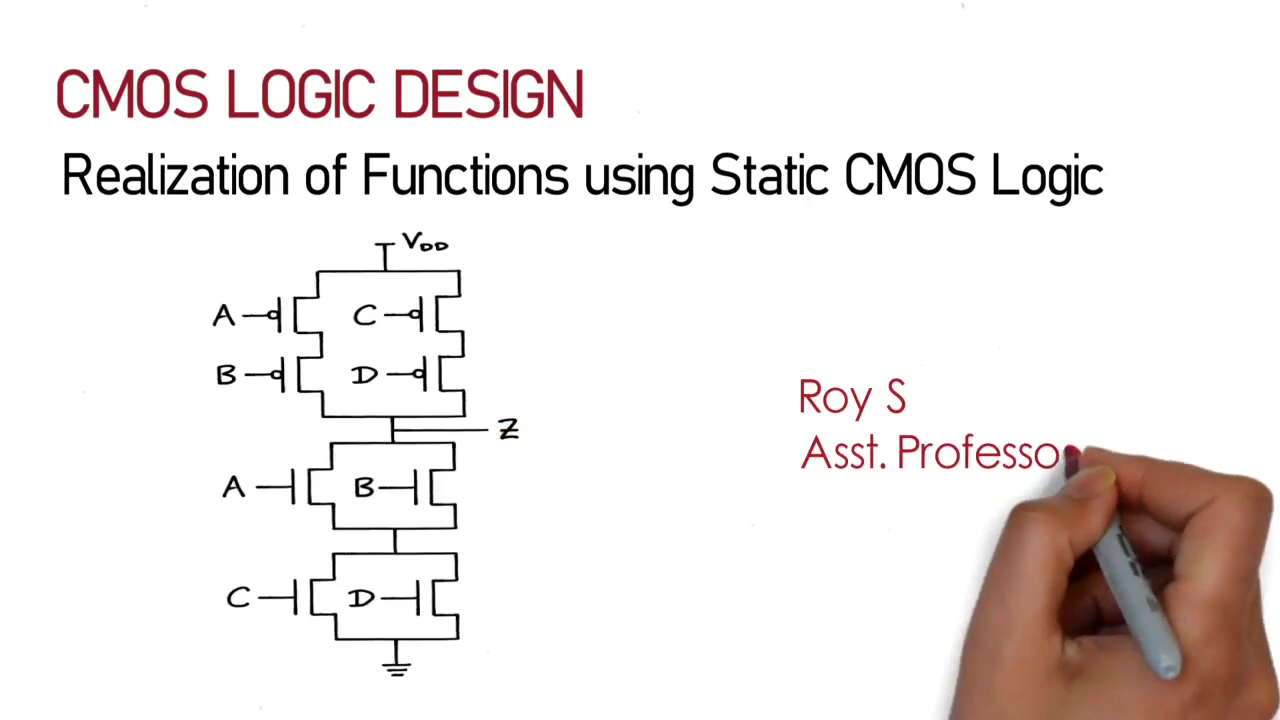 CMOS LOGIC DESIGN
Realization of Functions using Static CMOS Logic
VDD
A C
B D
Z
A B
C D
Roy S
Asst. Professo